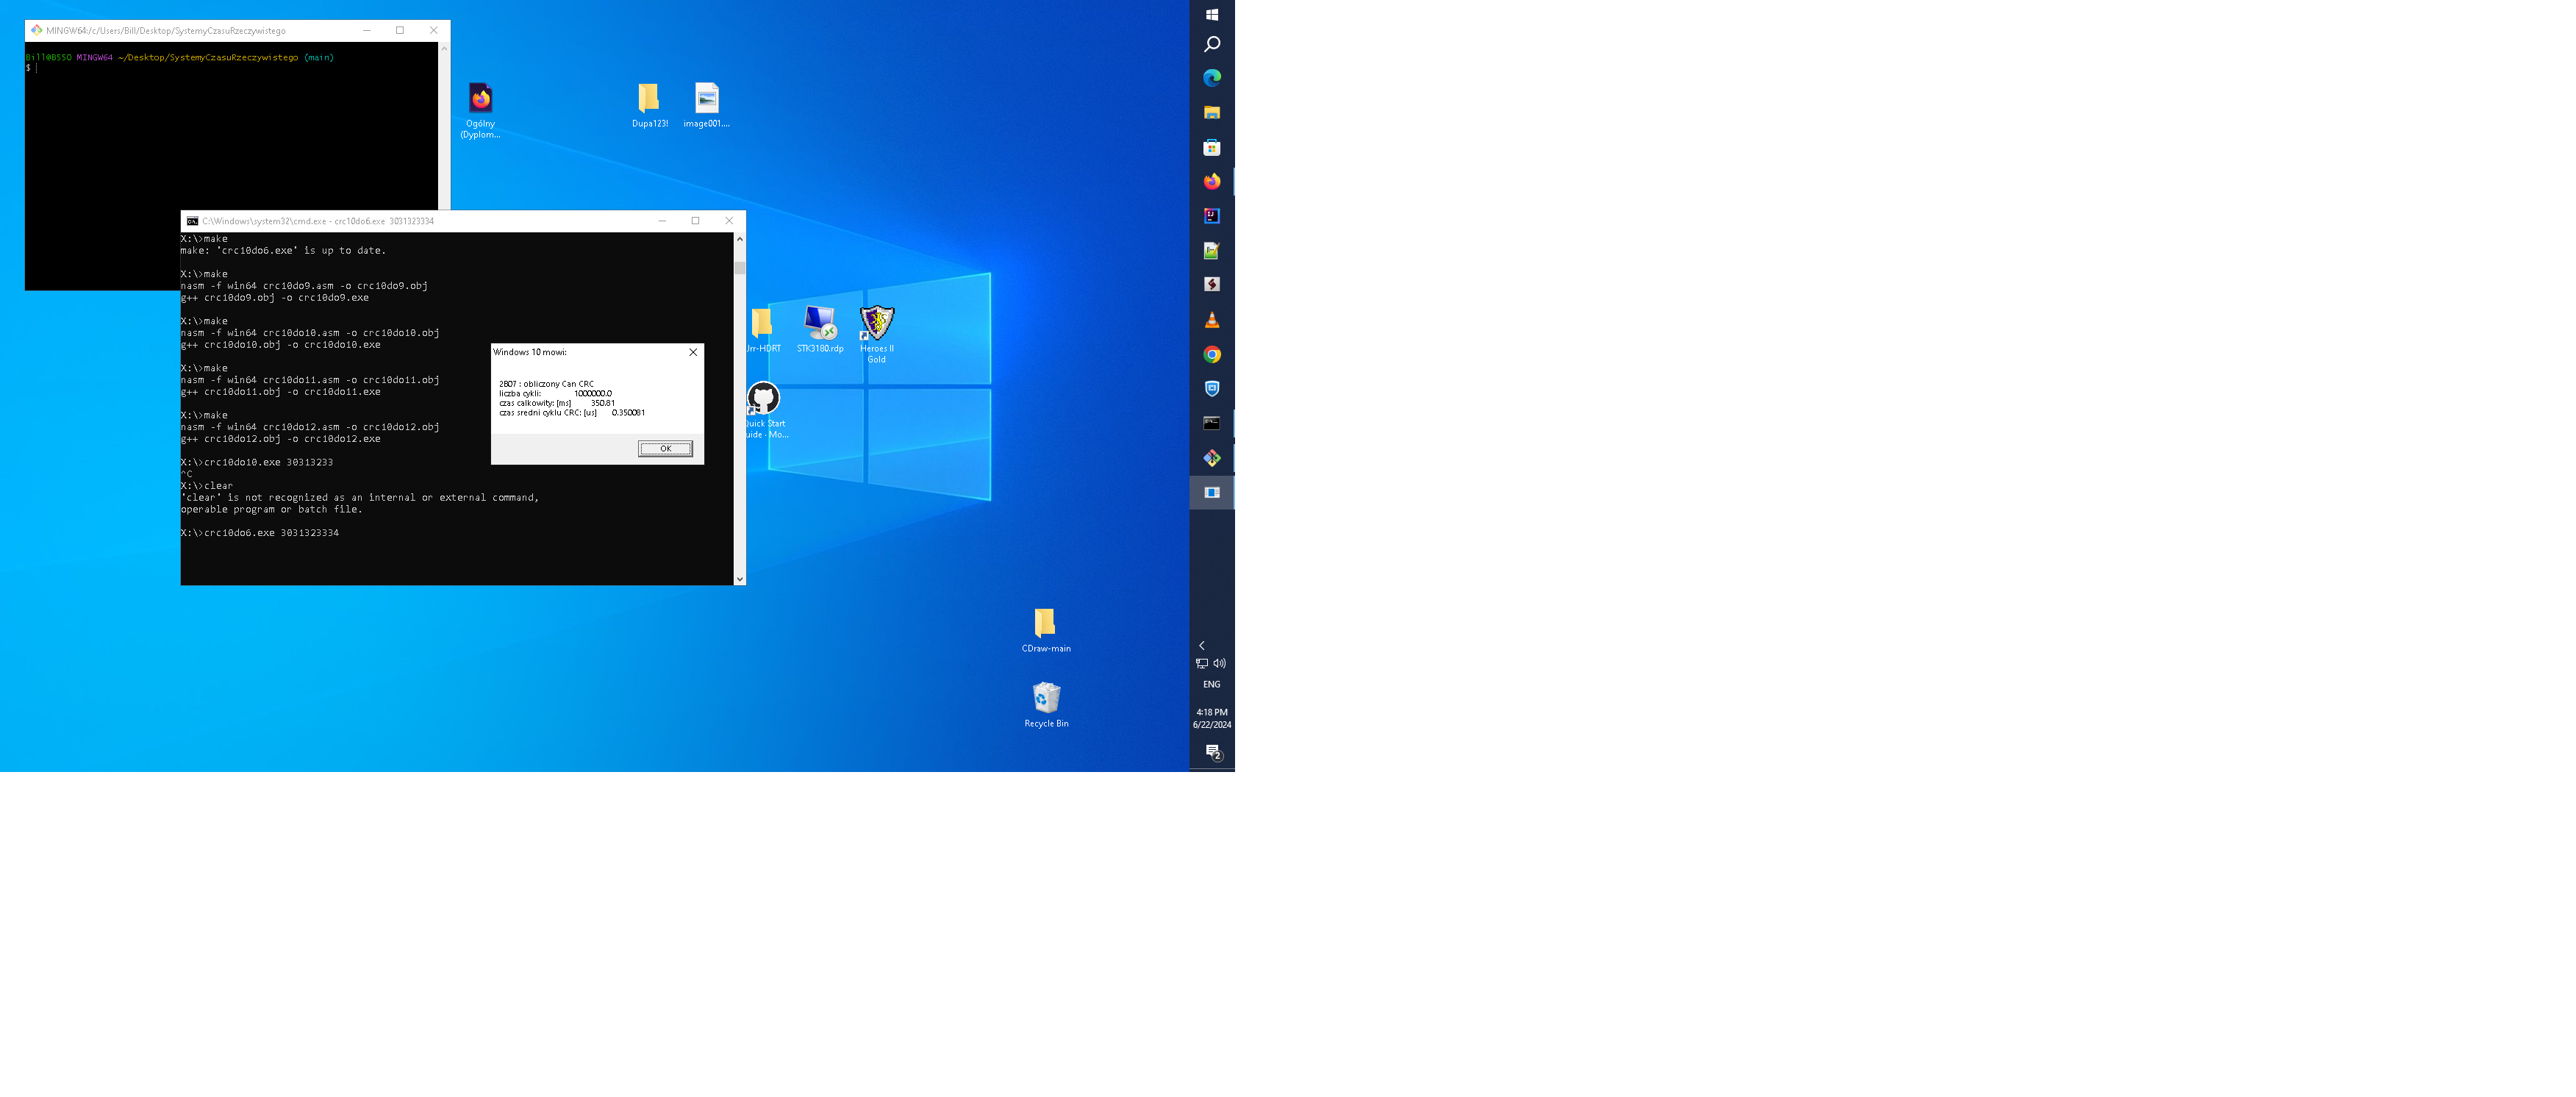 MINGW64:/c/Users/Bill/Desktop/SystemyCzasuRzeczywistego
Bill@B550 MINGW64 ~/Desktop/SystemyCzasuRzeczywistego (main)
$
Ogólny
(Dyplom...
Dupa123!
image001....
C:\Windows\system32\cmd.exe - crc10do6.exe 3031323334
X:\>make
make: 'crc10do6.exe' is up to date.
X:\>make
nasm -f win64 crc10do9.asm -o crc10do9.obj
g++ crc10do9.obj -o crc10do9.exe
X:\>make
nasm -f win64 crc10do10.asm -o crc10do10.obj
g++ crc10do10.obj -o crc10do10.exe
X:\>make
nasm -f win64 crc10do11.asm -o crc10do11.obj
g++ crc10do11.obj -o crc10do11.exe
X:\>make
nasm -f win64 crc10do12.asm -o crc10do12.obj
g++ crc10do12.obj -o crc10do12.exe
X:\>crc10do10.exe 30313233
^C
X:\>clear
'clear' is not recognized as an internal or external command,
operable program or batch file.
X:\>crc10do6.exe 3031323334
Windows 10 mowi:
2B07 : obliczony Can CRC
liczba cykli: 1000000.0
czas calkowity: [ms] 350.81
czas sredni cyklu CRC: [us] 0.350081
OK
STK3180.rdp
Heroes II
Gold
Start
Mo...
CDraw-main
Recycle Bin
ENG
4:18 PM
6/22/2024
2